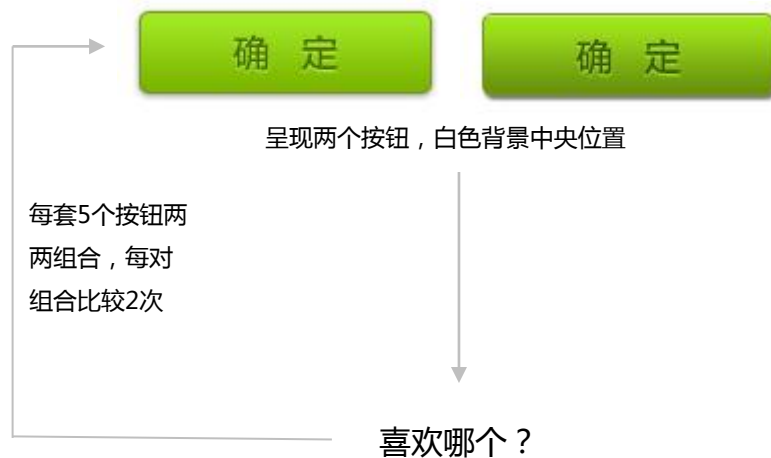 确 定
确 定
呈现两个按钮，白色背景中央位置
每套5个按钮两
两组合，每对
组合比较2次
喜欢哪个？